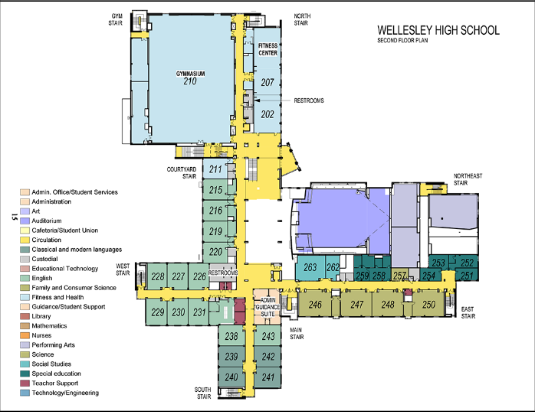 WELLESLEY HIGH SCHOOL
SECOND FLOOR PLAN
GYM
STAIR
NORTH
STAIR
FITNESS
CENTER
GYMNASIUM
210
207
RESTROOMS
202
COURTYARD
STAIR
211
215
216
219
220
NORTHEAST
STAIR
Admin. Office/Student Services
Administration
Art
Auditorium
Cafeteria/Student Union
Circulation
Classical and modern languages
Custodial
Educational Technology
English
Family and Consumer Science
Fitness and Health
Guidance/Student Support
Library
Mathematics
Nurses
Performing Arts
Science
Social Studies
Special education
Teacher Support
Technology/Engineering
15
WEST
STAIR
228
227
226
RESTROOMS
263
262
259
258
257
254
253
252
251
229
230
231
ADMIN
GUIDANCE
SUITE
246
247
248
250
EAST
STAIR
MAIN
STAIR
238
243
239
242
240
241
SOUTH
STAIR